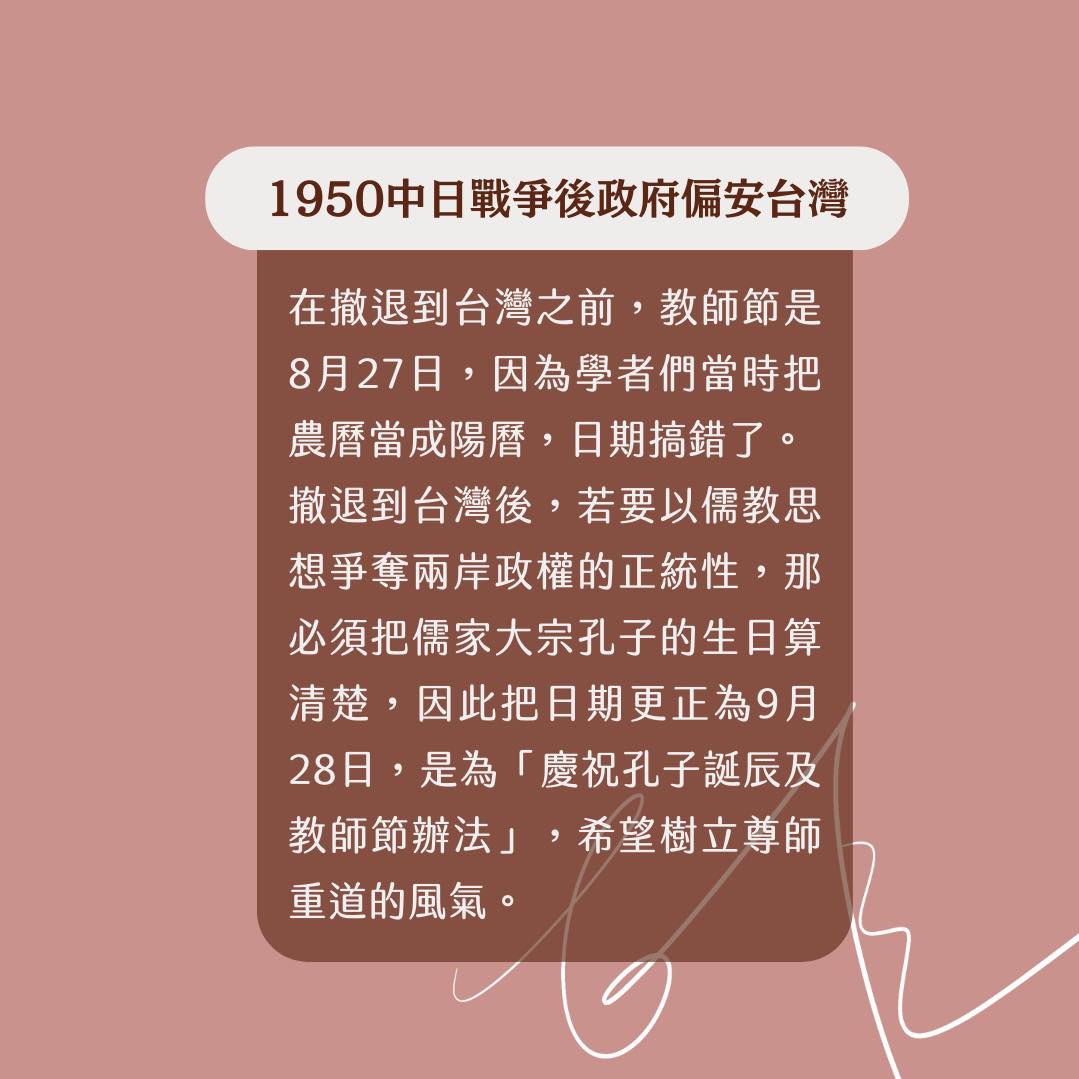 1950中日戰爭後政府偏安台灣
在撤退到台灣之前，教師節是
8月27日，因為學者們當時把
農曆當成陽曆，日期搞錯了。
撤退到台灣後，若要以儒教思
想爭奪兩岸政權的正統性，那
必須把儒家大宗孔子的生日算
清楚，因此把日期更正為9月
28日，是為「慶祝孔子誕辰及
教師節辦法」，希望樹立尊師
重道的風氣。